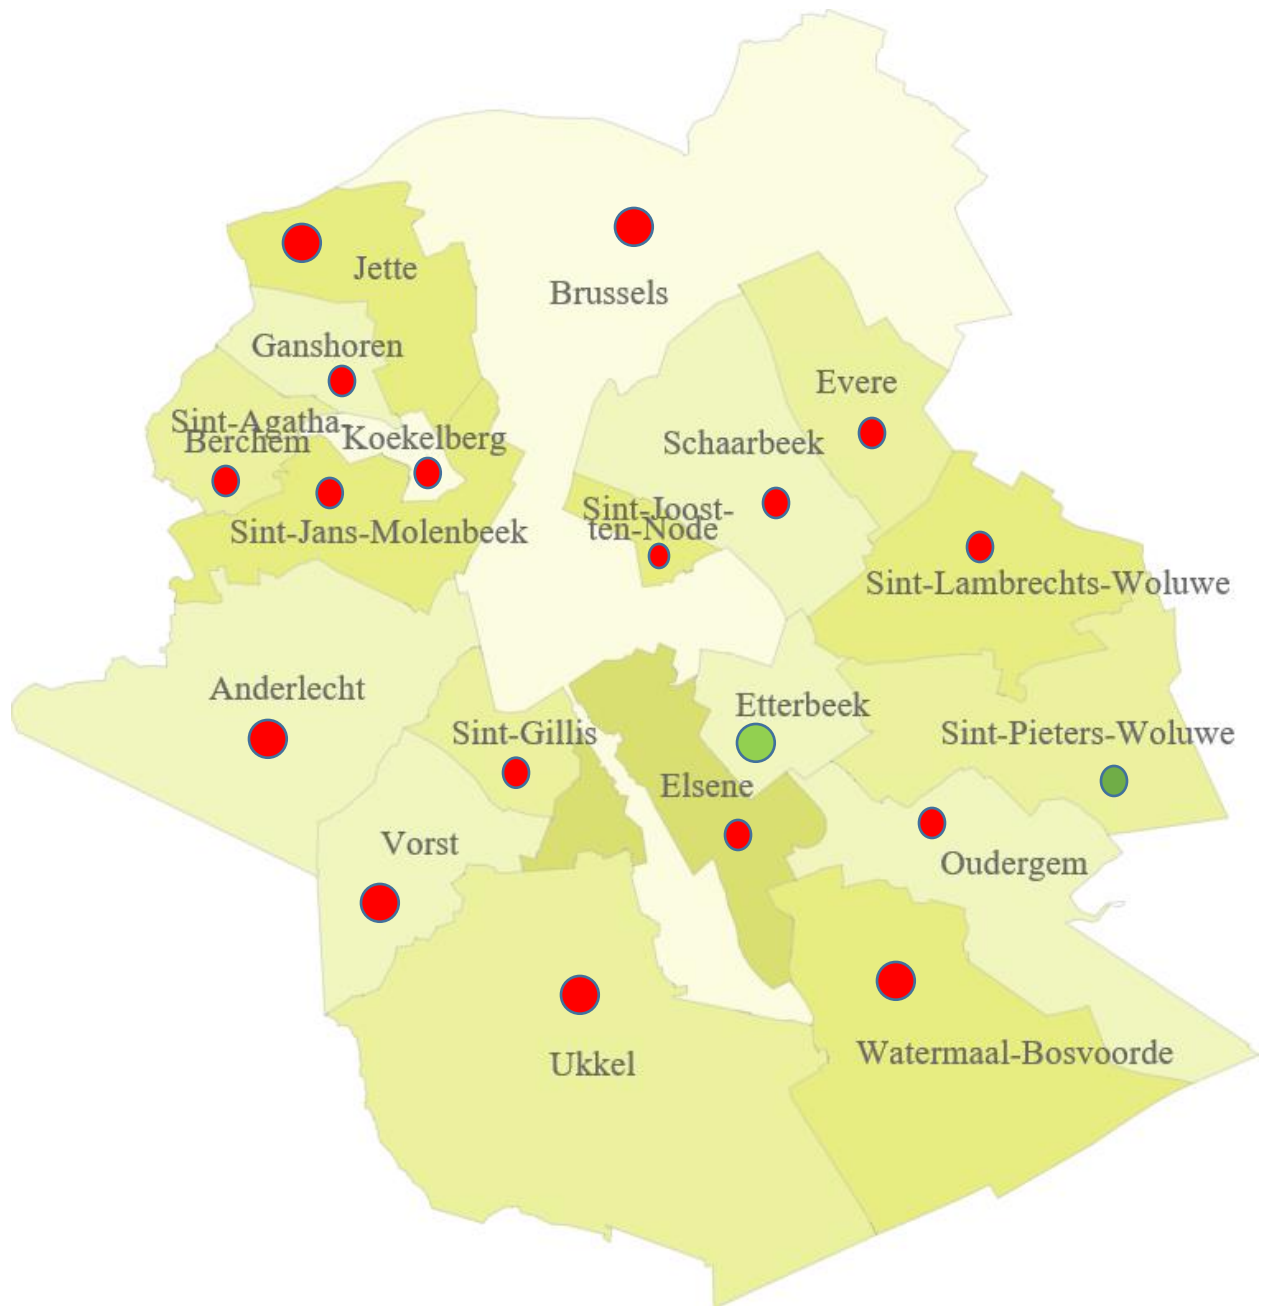 Jette
Brussels
Ganshoren
Evere
Sint-Agatha-
Berchem
Koekelberg
Schaarbeek
Sint-Joost-
ten-Node
Sint-Jans-Molenbeek
Sint-Lambrechts-Woluwe
Anderlecht
Etterbeek
Sint-Gillis
Sint-Pieters-Woluwe
Elsene
Vorst
Oudergem
Ukkel
Watermaal-Bosvoorde